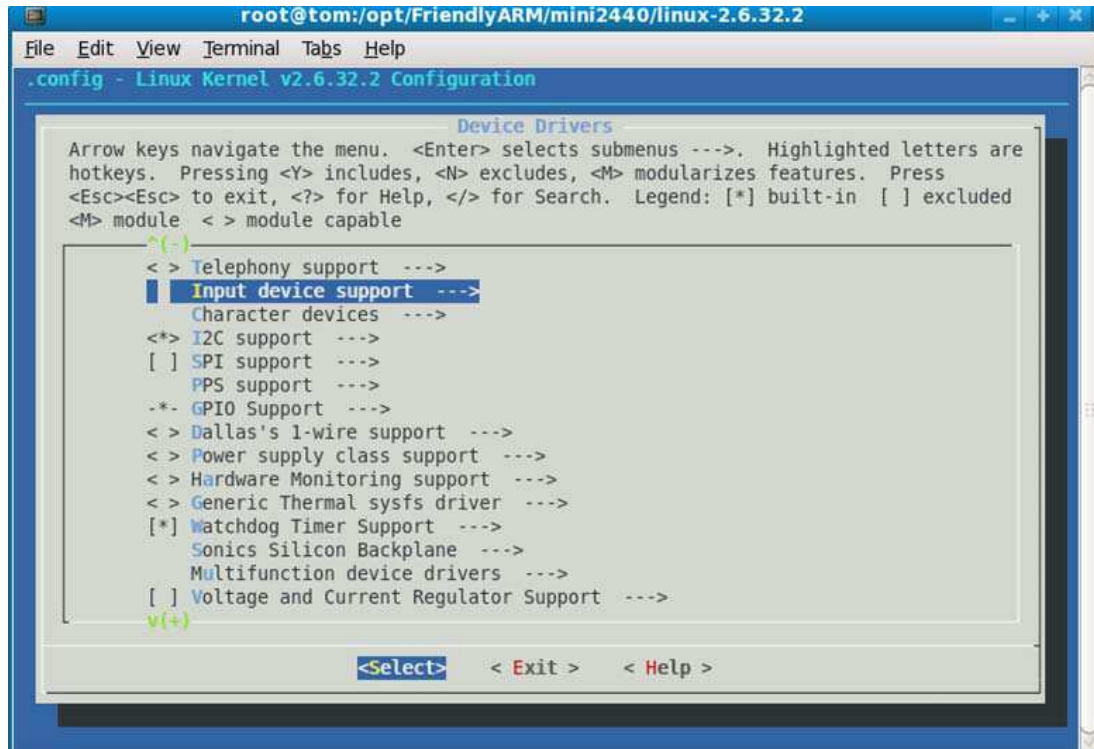 root@tom:/opt/FriendlyARM/mini2440/linux-2.6.32.2
File Edit View Terminal Tabs Help
.config - Linux Kernel v2.6.32.2 Configuration
Device Drivers
Arrow keys navigate the menu. <Enter> selects submenus --->. Highlighted letters are
hotkeys. Pressing <Y> includes, <N> excludes, <M> modularizes features. Press
<Esc><Esc> to exit, <?> for Help, </> for Search. Legend: [*] built-in [ ] excluded
<M> module < > module capable
^(-)
< > Telephony support --->
Input device support --->
Character devices --->
<*> I2C support --->
[ ] SPI support --->
PPS support --->
-*- GPIO Support --->
< > Dallas's 1-wire support --->
< > Power supply class support --->
< > Hardware Monitoring support --->
< > Generic Thermal sysfs driver --->
[*] Watchdog Timer Support --->
Sonics Silicon Backplane --->
Multifunction device drivers --->
[ ] Voltage and Current Regulator Support --->
v(+)
<Select> < Exit > < Help >